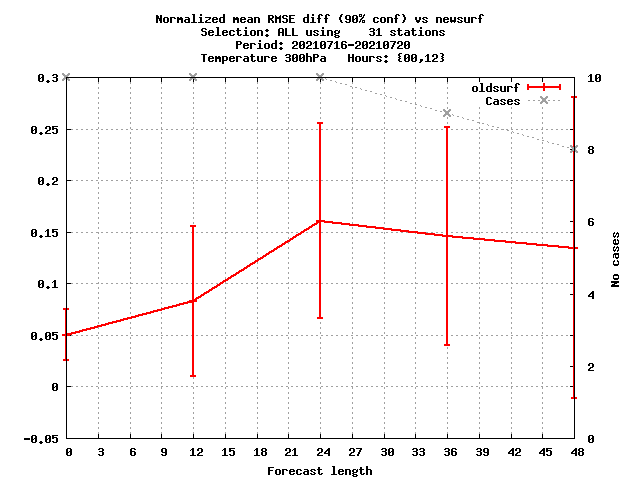 Normalized mean RMSE diff (90% conf) vs newsurf
Selection: ALL using    31 stations
Period: 20210716-20210720
Temperature 300hPa   Hours: {00,12}
oldsurf
Cases
0.3
0.25
0.2
0.15
0.1
0.05
0
-0.05
10
8
6
4
2
0
No cases
0 3 6 9 12 15 18 21 24 27 30 33 36 39 42 45 48
Forecast length